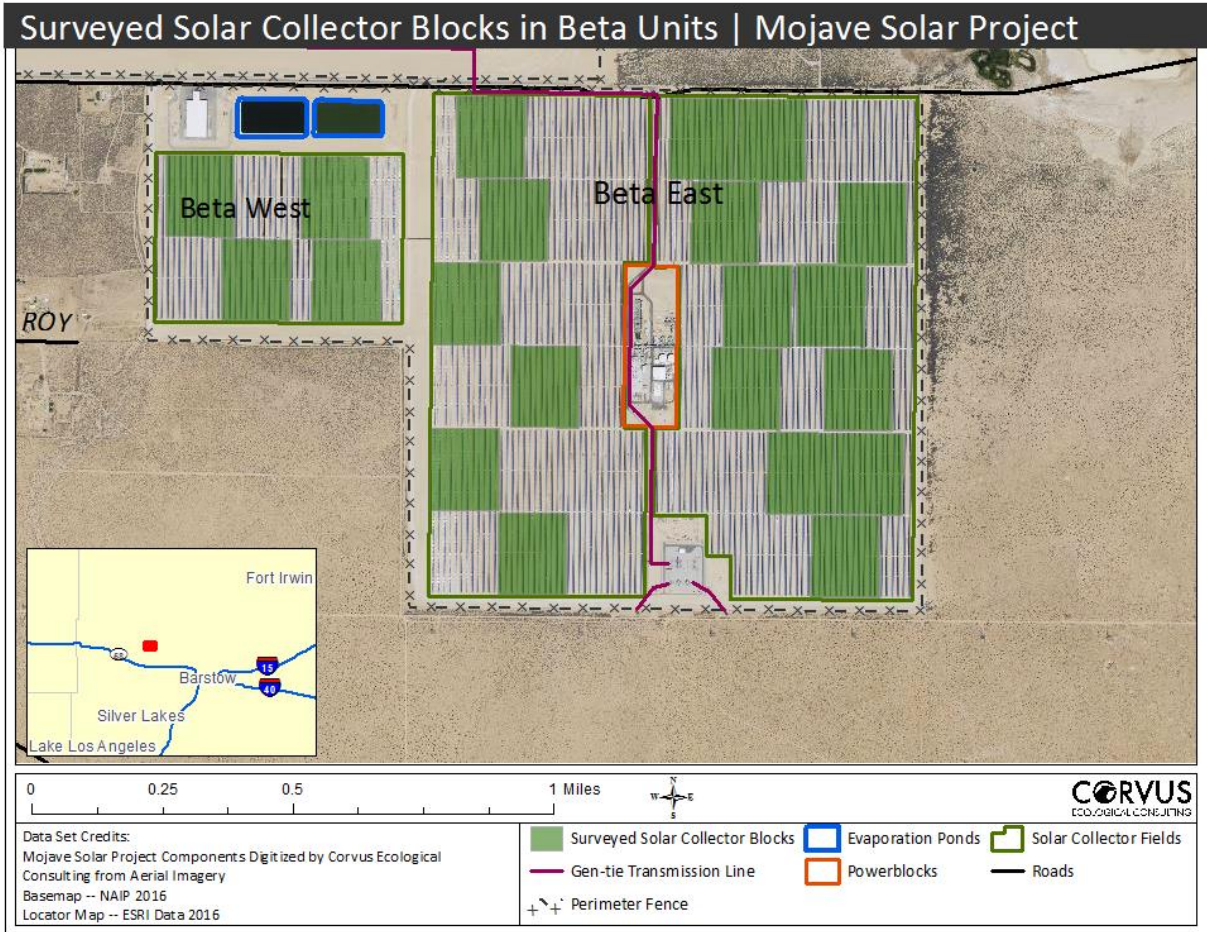 Surveyed Solar Collector Blocks in Beta Units | Mojave Solar Project
Beta West
Beta East
ROY
Fort Irwin
58
15
Barstow
40
Silver Lakes
Lake Los Angeles
0 0.25 0.5 1 Miles
N
W E
S
CORVUS
ECOLOGICAL CONSULTING
Data Set Credits:
Mojave Solar Project Components Digitized by Corvus Ecological
Consulting from Aerial Imagery
Basemap -- NAIP 2016
Locator Map -- ESRI Data 2016
Surveyed Solar Collector Blocks
Evaporation Ponds
Solar Collector Fields
Gen-tie Transmission Line
Powerblocks
Roads
Perimeter Fence